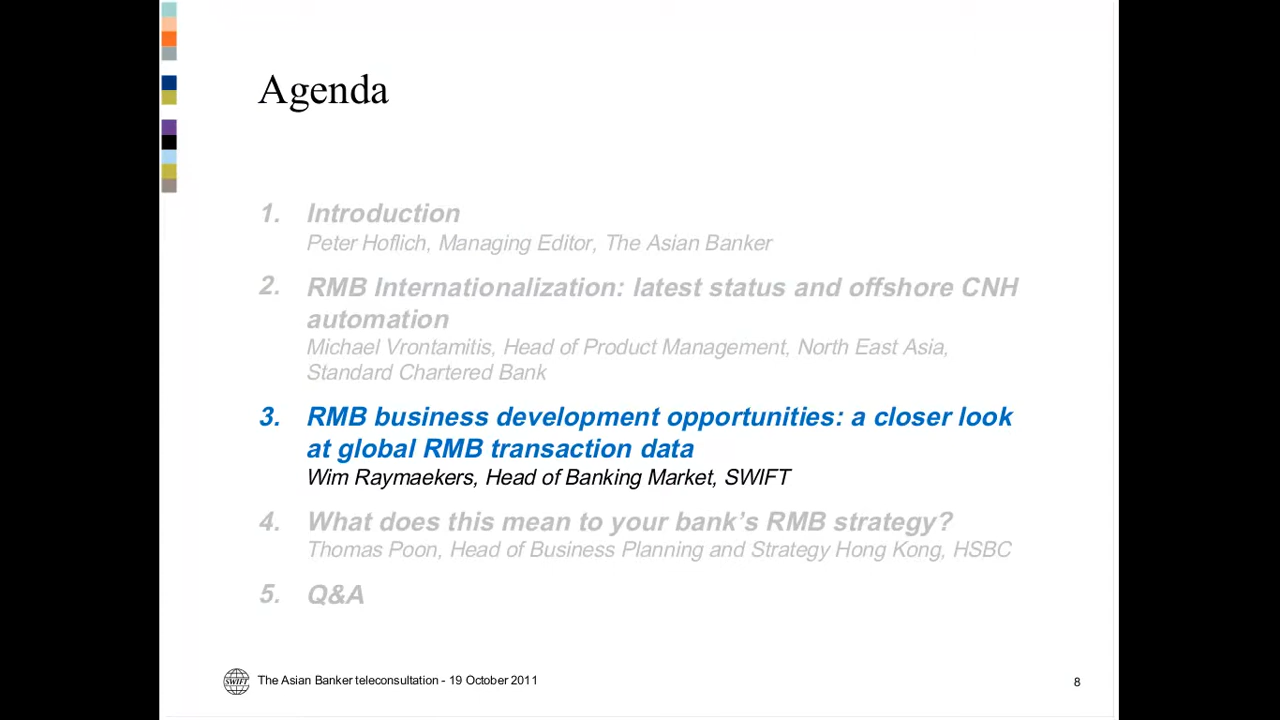 Agenda
1. Introduction
Peter Hoflich, Managing Editor, The Asian Banker
2. RMB Internationalization: latest status and offshore CNH
automation
Michael Vrontamitis, Head of Product Management, North East Asia,
Standard Chartered Bank
3. RMB business development opportunities: a closer look
at global RMB transaction data
Wim Raymaekers, Head of Banking Market, SWIFT
4. What does this mean to your bank’s RMB strategy?
Thomas Poon, Head of Business Planning and Strategy Hong Kong, HSBC
5. Q&A
SWIFT The Asian Banker teleconsultation - 19 October 2011 8